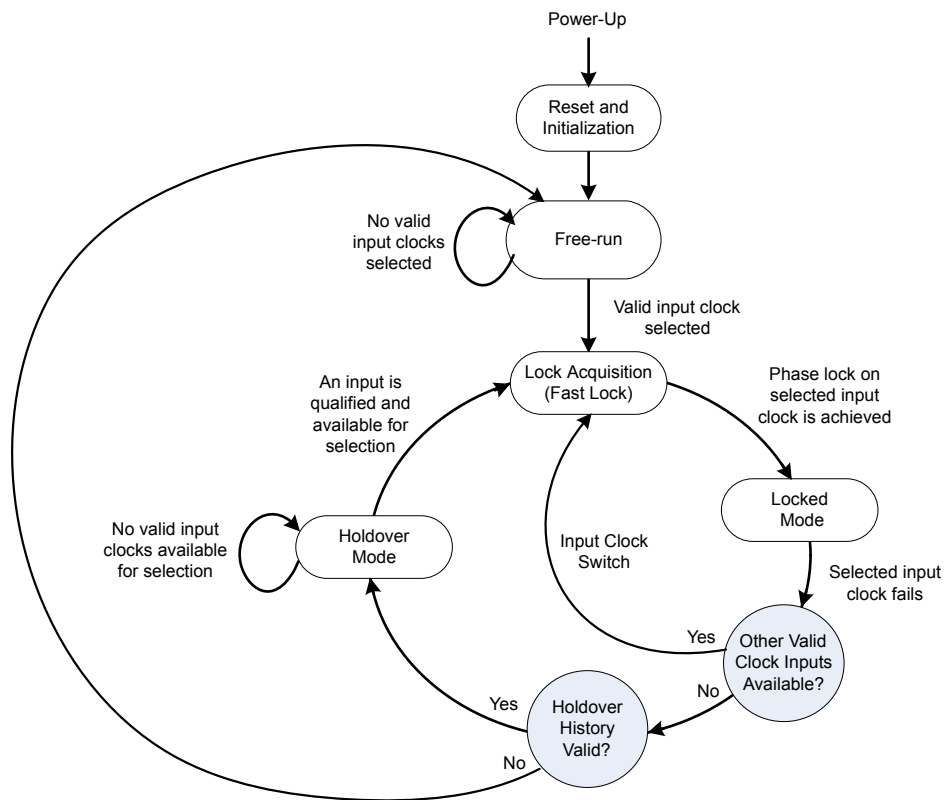 Power-Up
Reset and
Initialization
No valid
input clocks
selected
Free-run
Valid input clock
selected
An input is
qualified and
available for
selection
Lock Acquisition
(Fast Lock)
Phase lock on
selected input
clock is achieved
Locked
Mode
No valid input
clocks available
for selection
Holdover
Mode
Input Clock
Switch
Selected input
clock fails
Yes
Other Valid
Clock Inputs
Available?
No
Yes
Holdover
History
Valid?
No